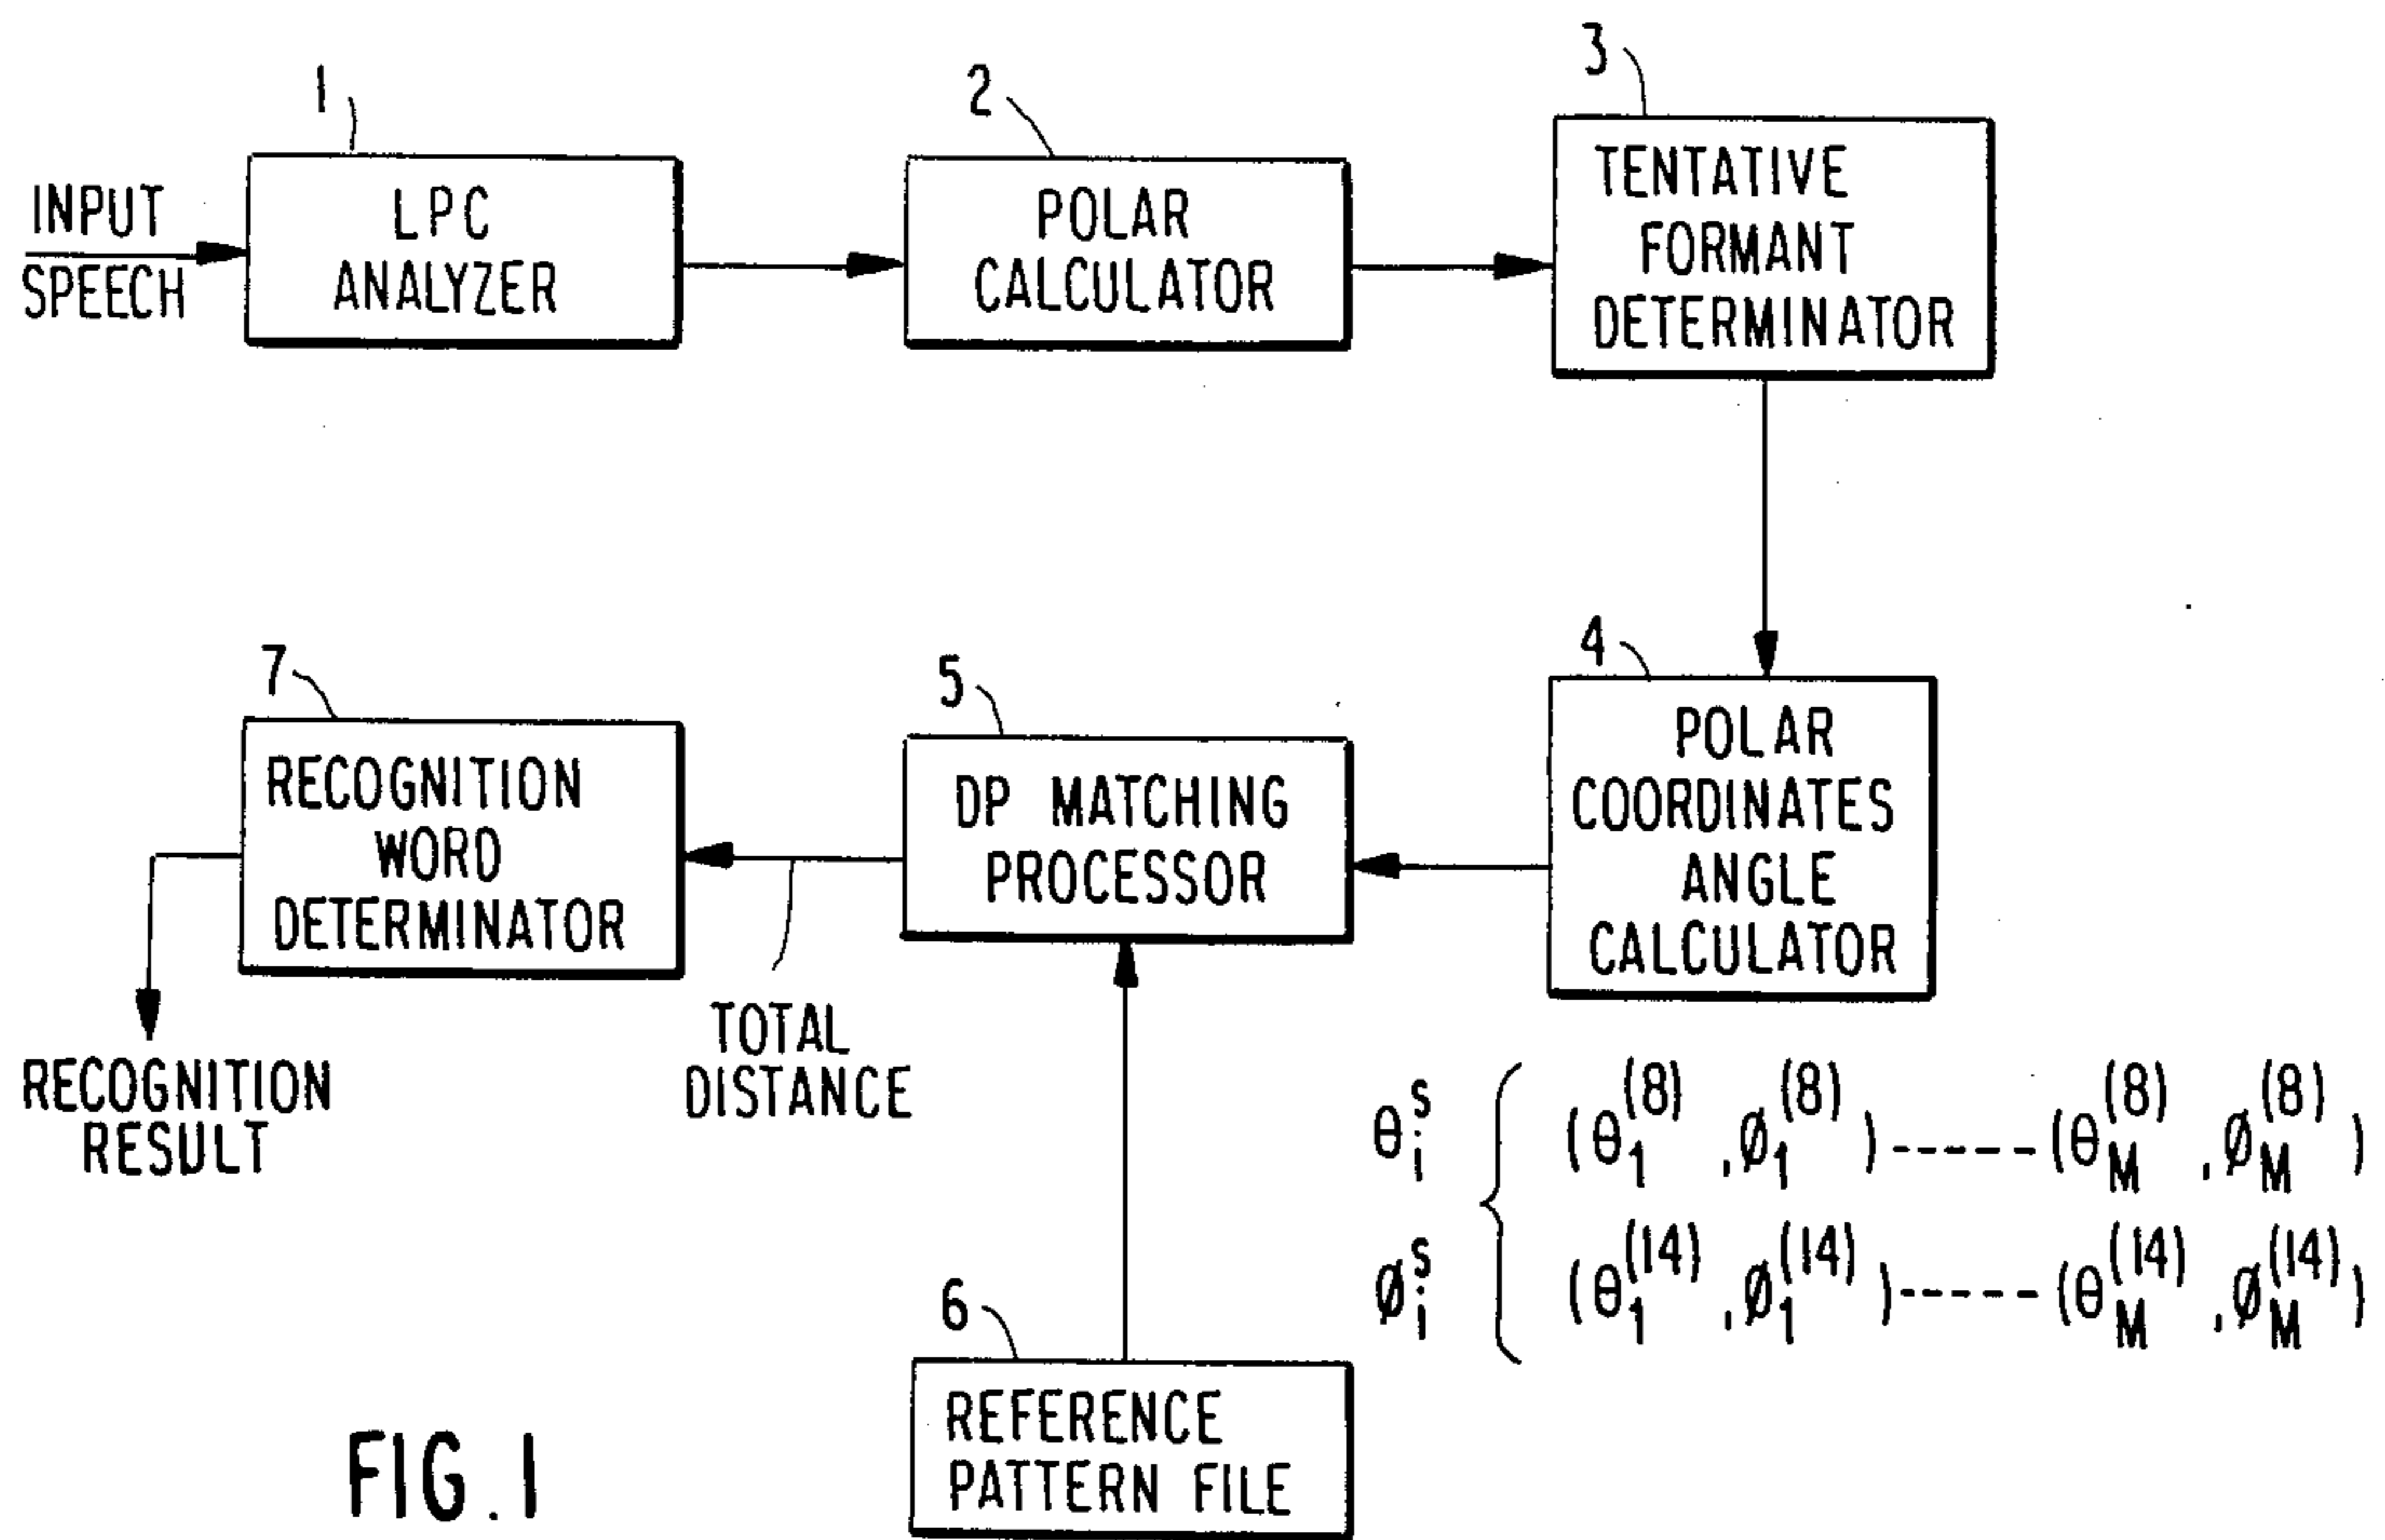 1
2
3
INPUT
SPEECH
LPC
ANALYZER
POLAR
CALCULATOR
TENTATIVE
FORMANT
DETERMINATOR
7
5
4
RECOGNITION
WORD
DETERMINATOR
DP MATCHING
PROCESSOR
POLAR
COORDINATES
ANGLE
CALCULATOR
TOTAL
DISTANCE
RECOGNITION
RESULT
θ_i^s { (θ_1^(8), ø_1^(8)) ----- (θ_M^(8), ø_M^(8))
ø_i^s { (θ_1^(14), ø_1^(14)) ----- (θ_M^(14), ø_M^(14))
6
REFERENCE
PATTERN FILE
FIG. 1